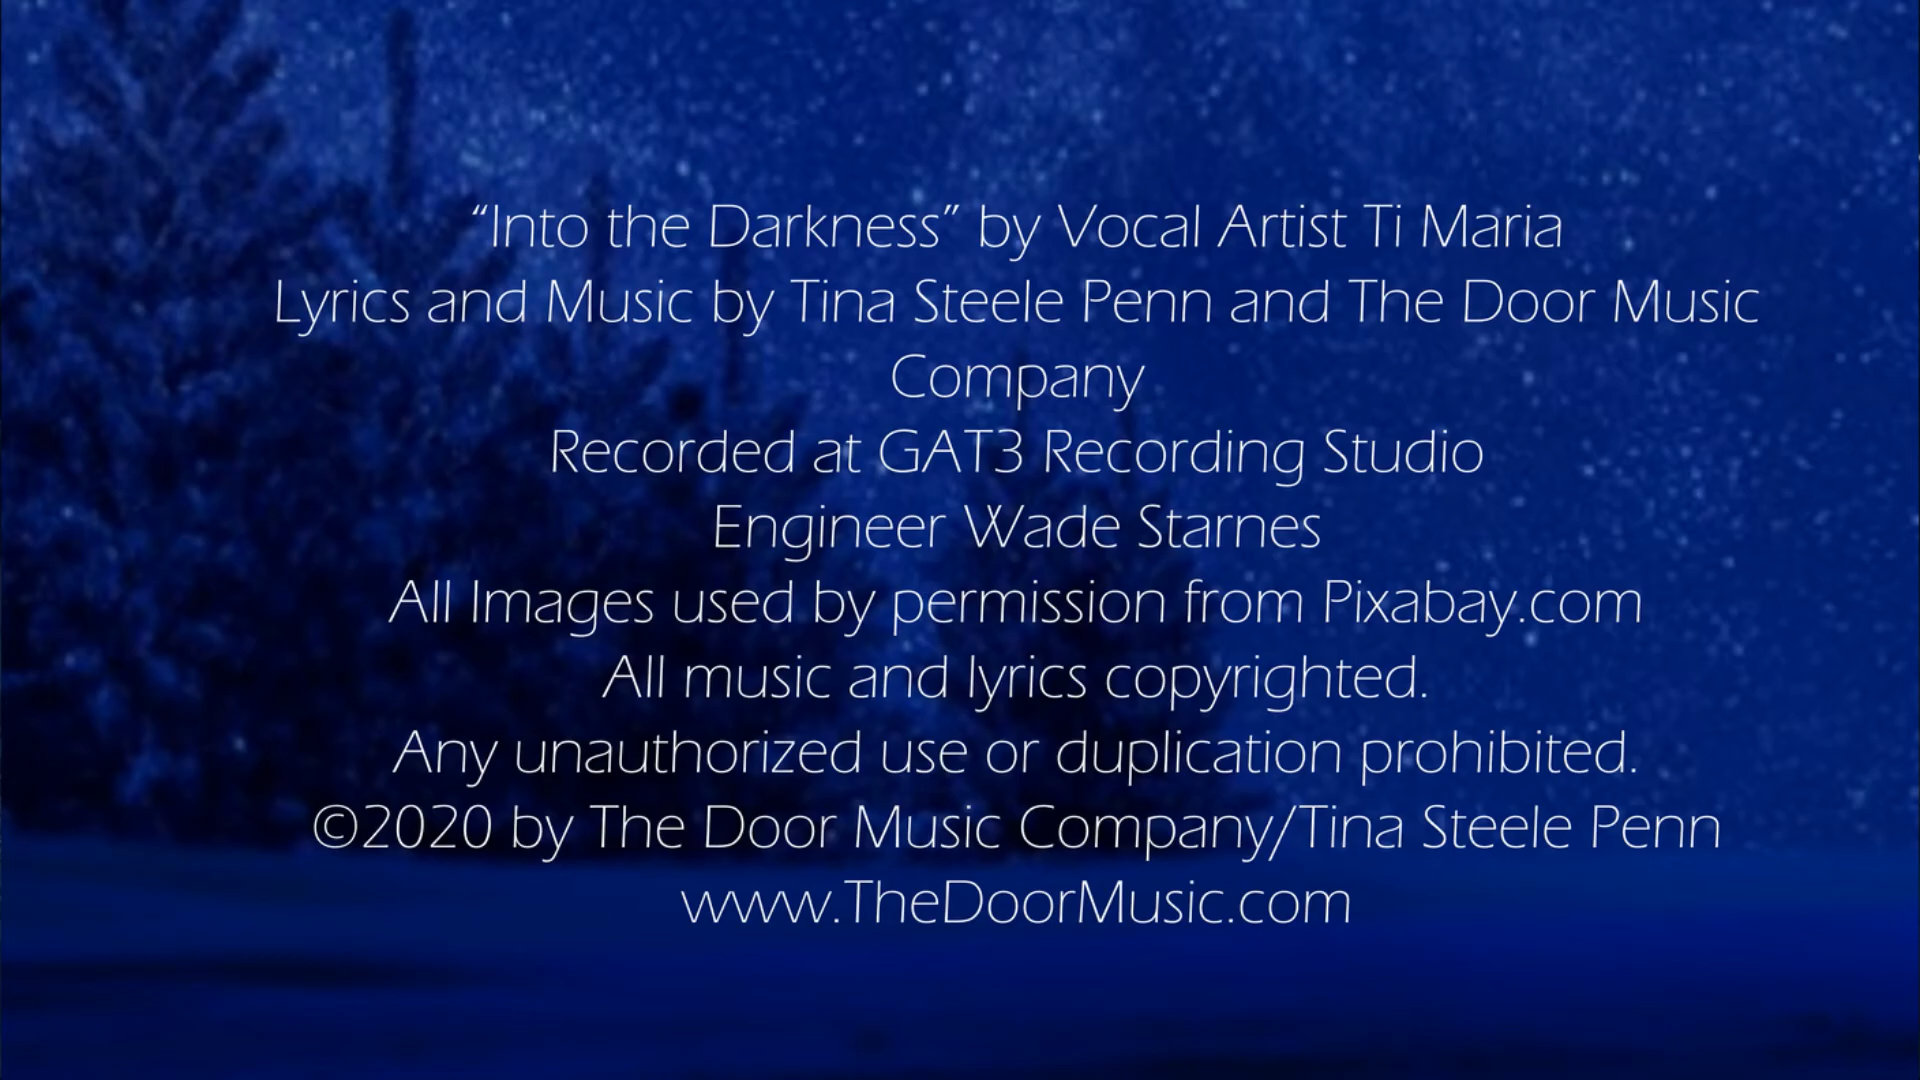 “Into the Darkness” by Vocal Artist Ti Maria
Lyrics and Music by Tina Steele Penn and The Door Music
Company
Recorded at GAT3 Recording Studio
Engineer Wade Starnes
All Images used by permission from Pixabay.com
All music and lyrics copyrighted.
Any unauthorized use or duplication prohibited.
©2020 by The Door Music Company/Tina Steele Penn
www.TheDoorMusic.com